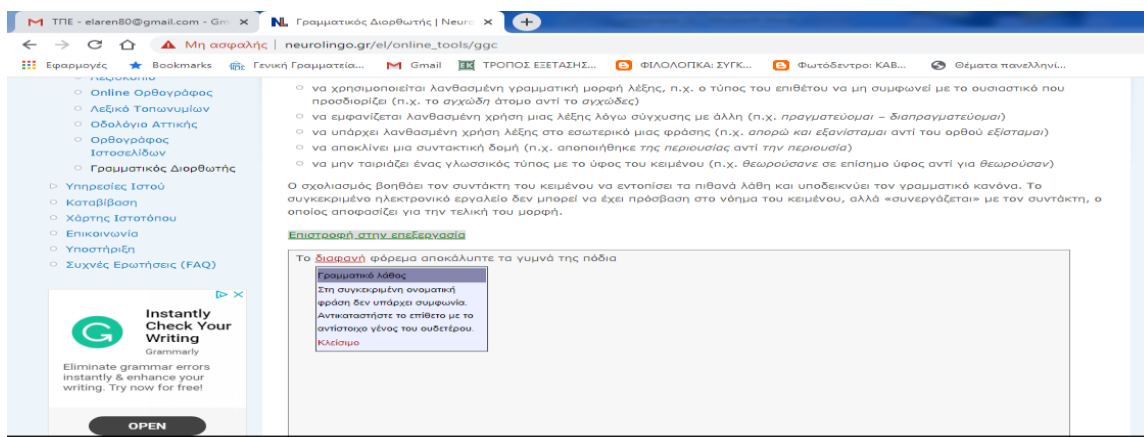 ΤΠΕ - elaren80@gmail.com - Gm
Γραμματικός Διορθωτής | Neuro
Μη ασφαλής | neurolingo.gr/el/online_tools/ggc
Εφαρμογές Bookmarks Γενική Γραμματεία... Gmail ΤΡΟΠΟΣ ΕΞΕΤΑΣΗΣ... ΦΙΛΟΛΟΓΙΚΑ: ΣΥΓΚ... Φωτόδεντρο: ΚΑΒ... Θέματα πανελλήνι...
Online Ορθογράφος
Λεξικό Τοπωνυμίων
Οδολόγιο Αττικής
Ορθογράφος
Ιστοσελίδων
Γραμματικός Διορθωτής
Υπηρεσίες Ιστού
Καταβίβαση
Χάρτης Ιστοτόπου
Επικοινωνία
Υποστήριξη
Συχνές Ερωτήσεις (FAQ)
Instantly
Check Your
Writing
Grammarly
Eliminate grammar errors
instantly & enhance your
writing. Try now for free!
OPEN
να χρησιμοποιείται λανθασμένη γραμματική μορφή λέξης, π.χ. ο τύπος του επιθέτου να μη συμφωνεί με το ουσιαστικό που
προσδιορίζει (π.χ. το αγχώδη άτομο αντί το αγχώδες)
να εμφανίζεται λανθασμένη χρήση μιας λέξης λόγω σύγχυσης με άλλη (π.χ. πραγματεύομαι – διαπραγματεύομαι)
να υπάρχει λανθασμένη χρήση λέξης στο εσωτερικό μιας φράσης (π.χ. απορώ και εξανίσταμαι αντί του ορθού εξίσταμαι)
να αποκλίνει μια συντακτική δομή (π.χ. αποποιήθηκε της περιουσίας αντί την περιουσία)
να μην ταιριάζει ένας γλωσσικός τύπος με το ύφος του κειμένου (π.χ. θεωρούσανε σε επίσημο ύφος αντί για θεωρούσαν)
Ο σχολιασμός βοηθάει τον συντάκτη του κειμένου να εντοπίσει τα πιθανά λάθη και υποδεικνύει τον γραμματικό κανόνα. Το
συγκεκριμένο ηλεκτρονικό εργαλείο δεν μπορεί να έχει πρόσβαση στο νόημα του κειμένου, αλλά «συνεργάζεται» με τον συντάκτη, ο
οποίος αποφασίζει για την τελική του μορφή.
Επιστροφή στην επεξεργασία
Το διαφανή φόρεμα αποκάλυπτε τα γυμνά της πόδια
Γραμματικό λάθος
Στη συγκεκριμένη ονοματική
φράση δεν υπάρχει συμφωνία.
Αντικαταστήστε το επίθετο με το
αντίστοιχο γένος του ουδετέρου.
Κλείσιμο